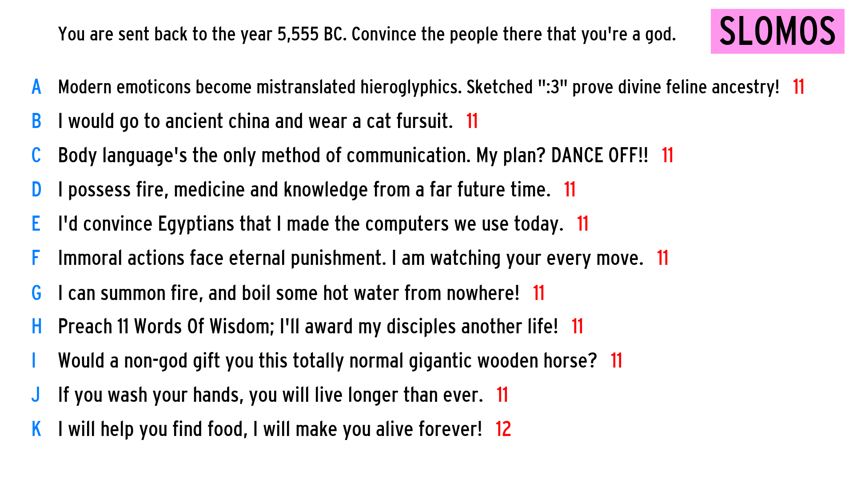 You are sent back to the year 5,555 BC. Convince the people there that you're a god.
SLOMOS
A Modern emoticons become mistranslated hieroglyphics. Sketched ":3" prove divine feline ancestry! 11
B I would go to ancient china and wear a cat fursuit. 11
C Body language's the only method of communication. My plan? DANCE OFF!! 11
D I possess fire, medicine and knowledge from a far future time. 11
E I'd convince Egyptians that I made the computers we use today. 11
F Immoral actions face eternal punishment. I am watching your every move. 11
G I can summon fire, and boil some hot water from nowhere! 11
H Preach 11 Words Of Wisdom; I'll award my disciples another life! 11
I Would a non-god gift you this totally normal gigantic wooden horse? 11
J If you wash your hands, you will live longer than ever. 11
K I will help you find food, I will make you alive forever! 12